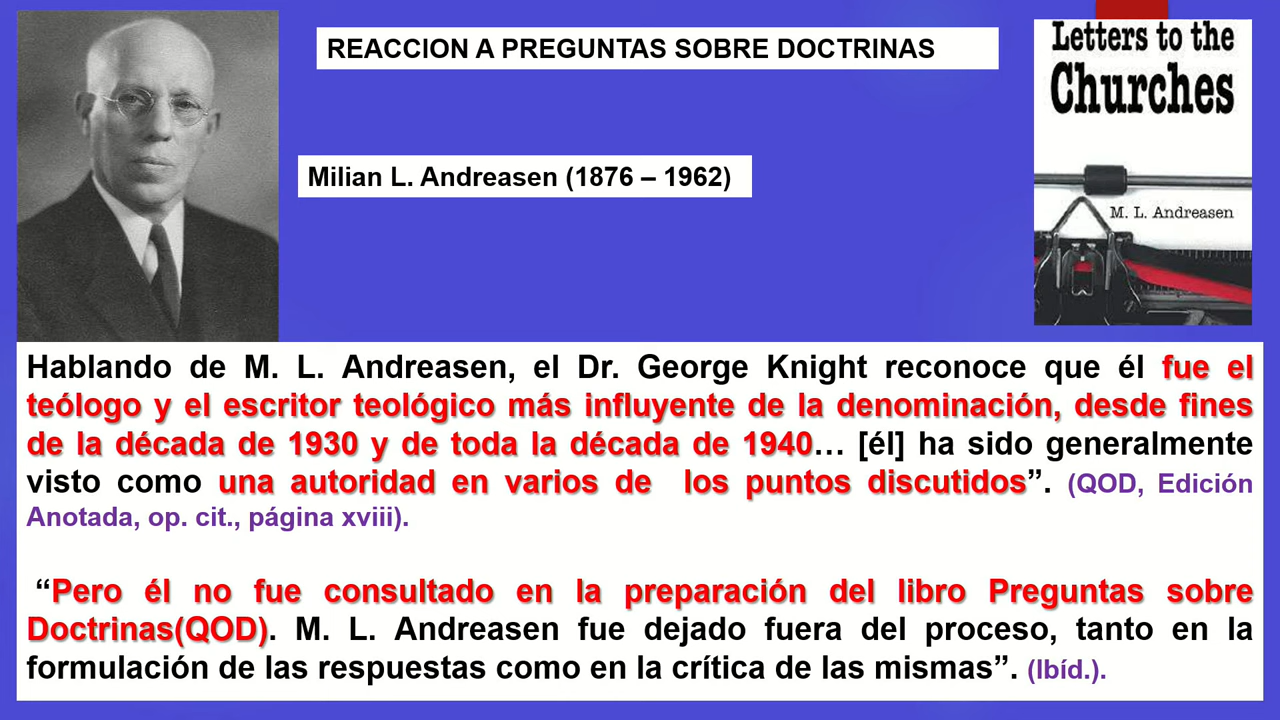 REACCION A PREGUNTAS SOBRE DOCTRINAS
Letters to the
Churches
Milian L. Andreasen (1876 – 1962)
M. L. Andreasen
Hablando de M. L. Andreasen, el Dr. George Knight reconoce que él fue el
teólogo y el escritor teológico más influyente de la denominación, desde fines
de la década de 1930 y de toda la década de 1940… [él] ha sido generalmente
visto como una autoridad en varios de los puntos discutidos”. (QOD, Edición
Anotada, op. cit., página xviii).
“Pero él no fue consultado en la preparación del libro Preguntas sobre
Doctrinas(QOD). M. L. Andreasen fue dejado fuera del proceso, tanto en la
formulación de las respuestas como en la crítica de las mismas”. (Ibíd.).